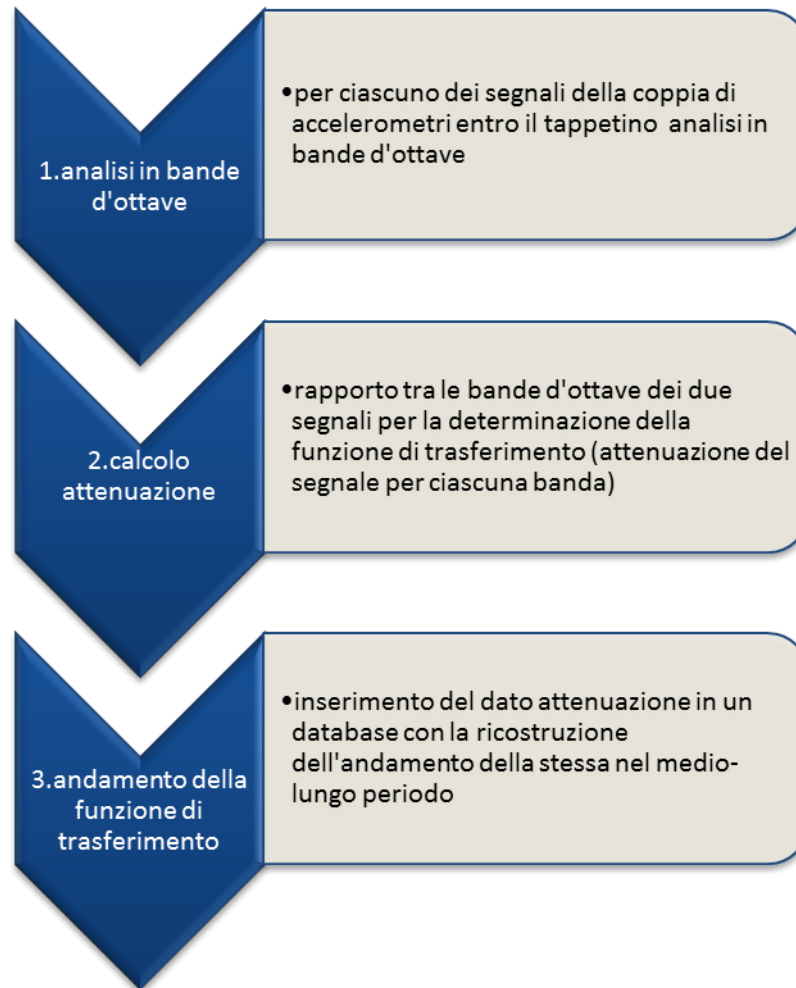 1.analisi in bande
d'ottave
•per ciascuno dei segnali della coppia di
accelerometri entro il tappetino analisi in
bande d'ottave
2.calcolo
attenuazione
•rapporto tra le bande d'ottave dei due
segnali per la determinazione della
funzione di trasferimento (attenuazione del
segnale per ciascuna banda)
3.andamento della
funzione di
trasferimento
•inserimento del dato attenuazione in un
database con la ricostruzione
dell'andamento della stessa nel medio-
lungo periodo